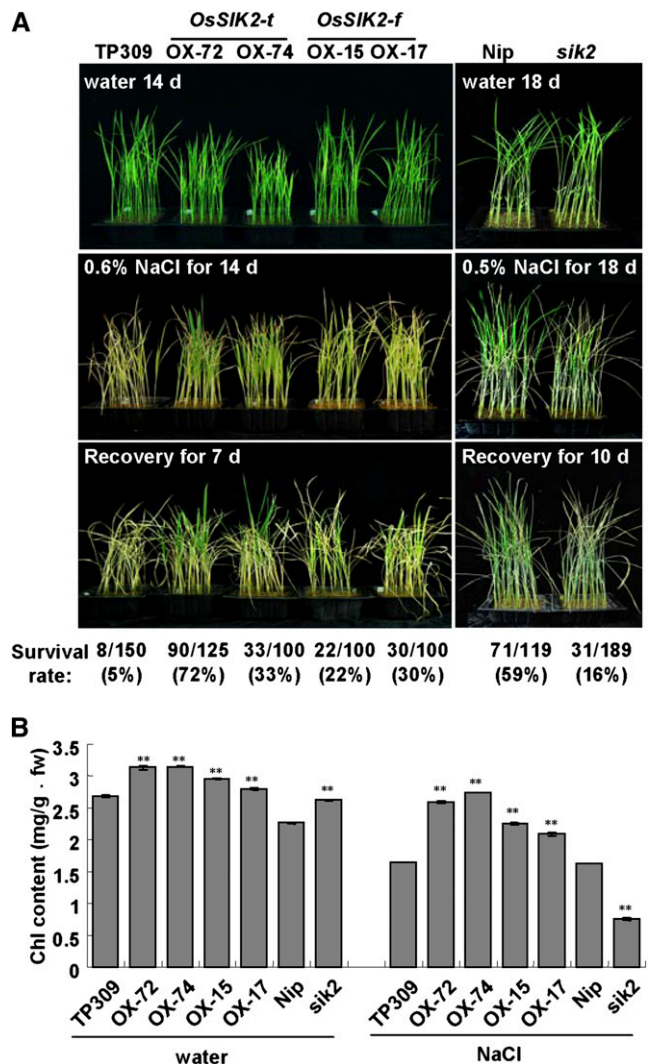 A
OsSIK2-t OsSIK2-f
TP309 OX-72 OX-74 OX-15 OX-17 Nip sik2
water 14 d water 18 d
0.6% NaCl for 14 d 0.5% NaCl for 18 d
Recovery for 7 d Recovery for 10 d
Survival 8/150 90/125 33/100 22/100 30/100 71/119 31/189
rate: (5%) (72%) (33%) (22%) (30%) (59%) (16%)
B
Chl content (mg/g · fw)
3.5
3
2.5
2
1.5
1
0.5
0
** ** ** ** ** ** ** ** ** **
TP309 OX-72 OX-74 OX-15 OX-17 Nip sik2 TP309 OX-72 OX-74 OX-15 OX-17 Nip sik2
water NaCl